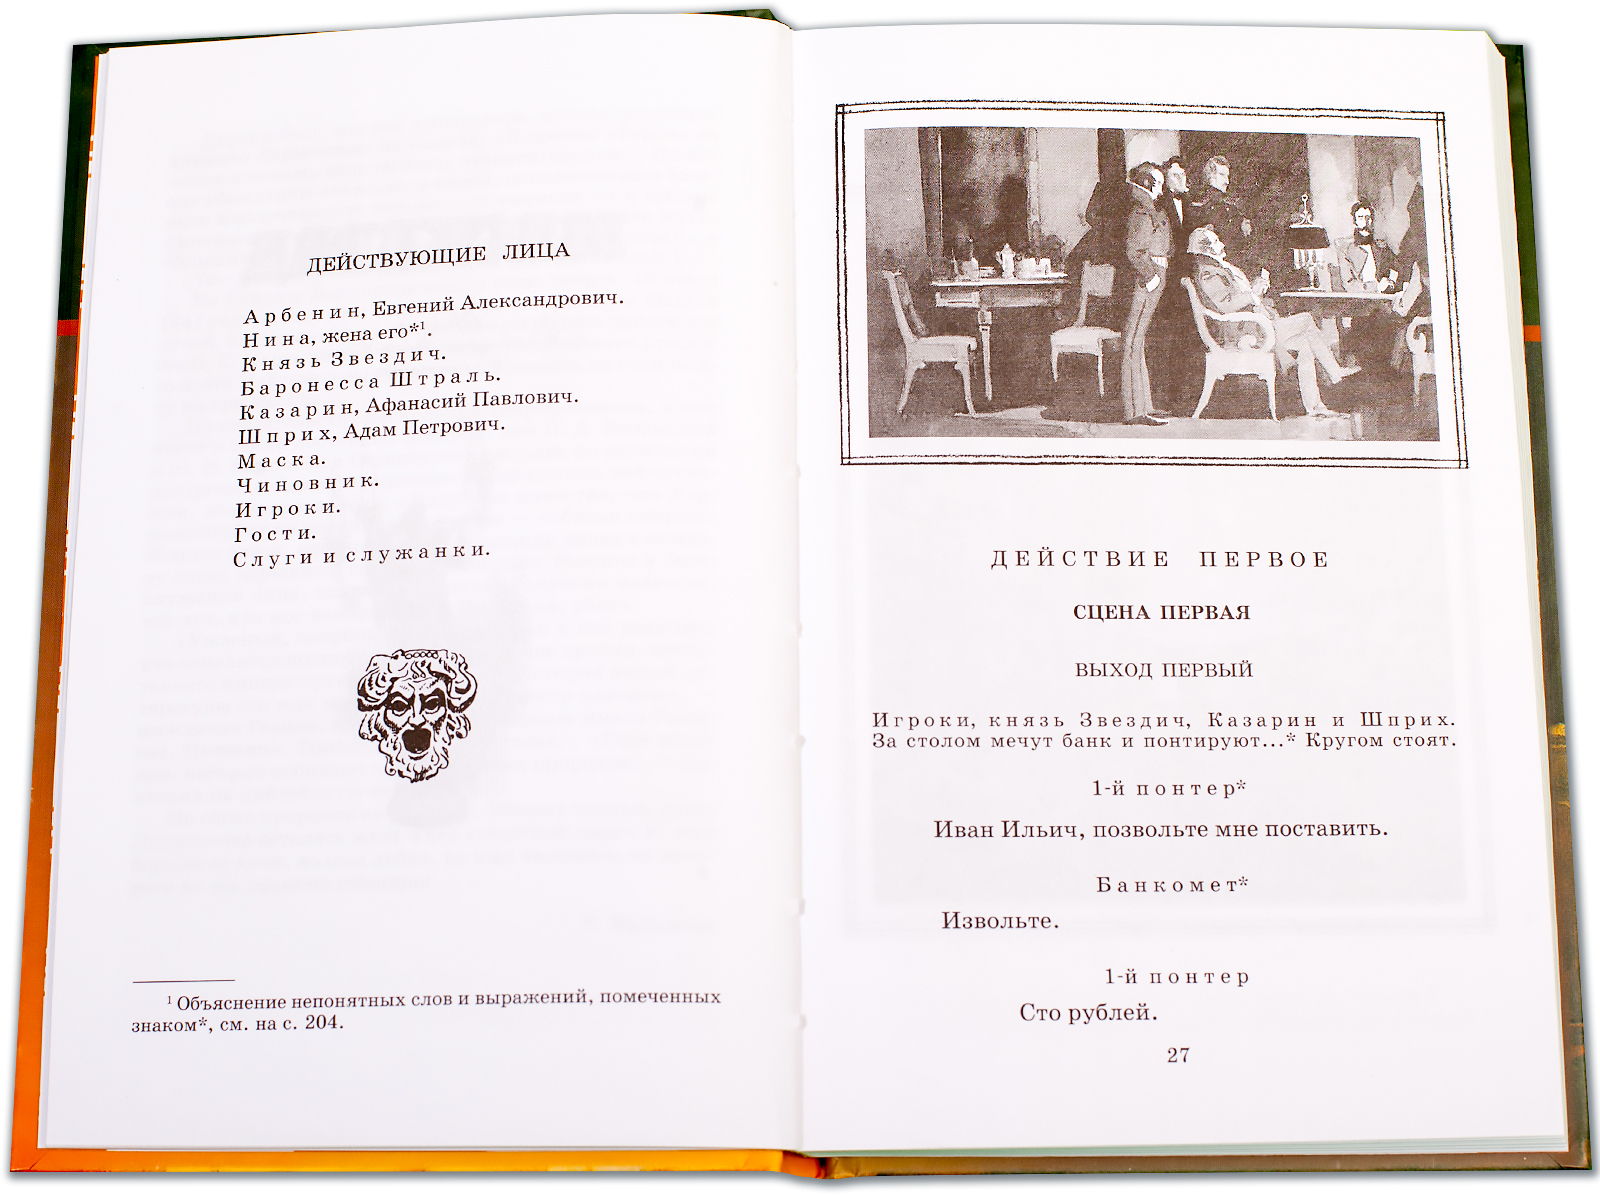 ДЕЙСТВУЮЩИЕ ЛИЦА
Арбенин, Евгений Александрович.
Нина, жена его*¹.
Князь Звездич.
Баронесса Штраль.
Казарин, Афанасий Павлович.
Шприх, Адам Петрович.
Маска.
Чиновник.
Игроки.
Гости.
Слуги и служанки.
¹ Объяснение непонятных слов и выражений, помеченных
знаком*, см. на с. 204.
ДЕЙСТВИЕ ПЕРВОЕ
СЦЕНА ПЕРВАЯ
ВЫХОД ПЕРВЫЙ
Игроки, князь Звездич, Казарин и Шприх.
За столом мечут банк и понтируют...* Кругом стоят.
1-й понтер*
Иван Ильич, позвольте мне поставить.
Банкомет*
Извольте.
1-й понтер
Сто рублей.
27